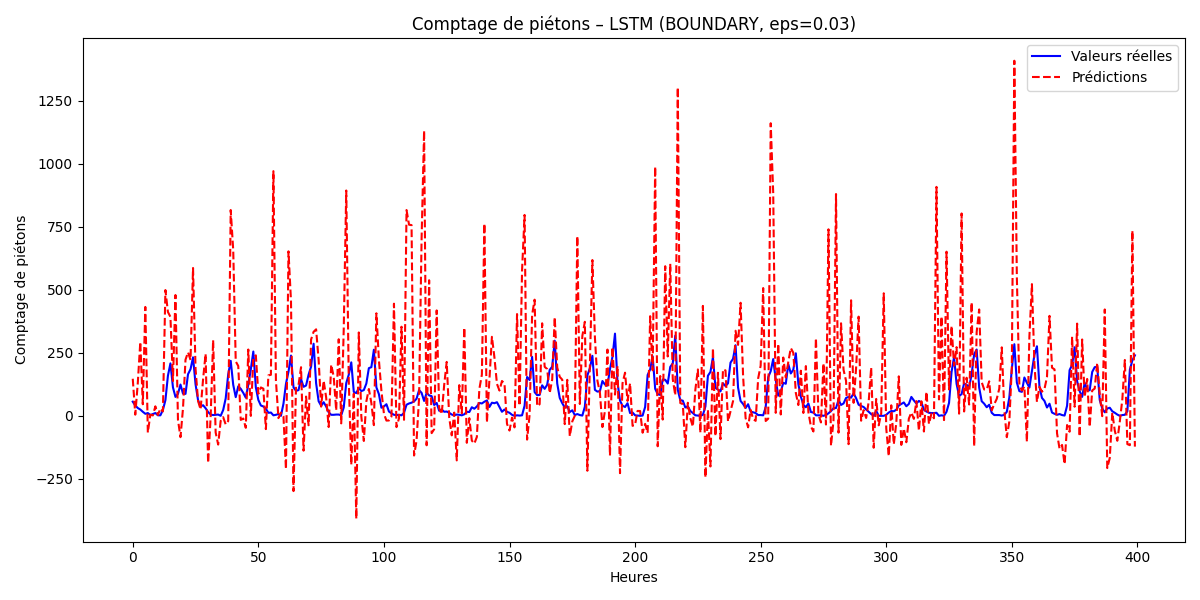 Comptage de piétons – LSTM (BOUNDARY, eps=0.03)
Valeurs réelles
Prédictions
Comptage de piétons
1250
1000
750
500
250
0
−250
0 50 100 150 200 250 300 350 400
Heures